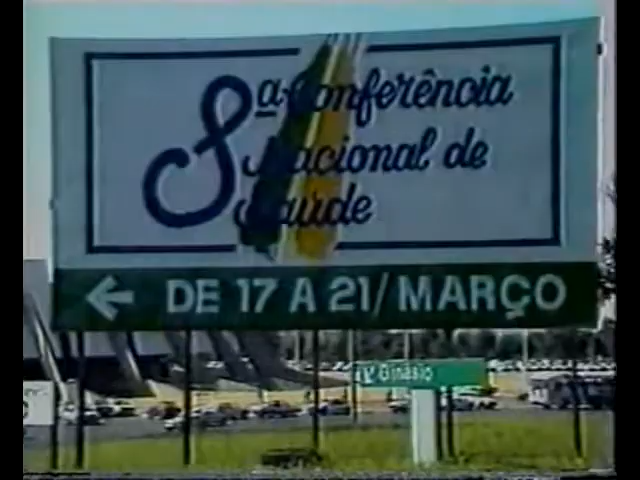 8ª Conferência
Nacional de
Saúde
← DE 17 A 21/MARÇO
Ginásio